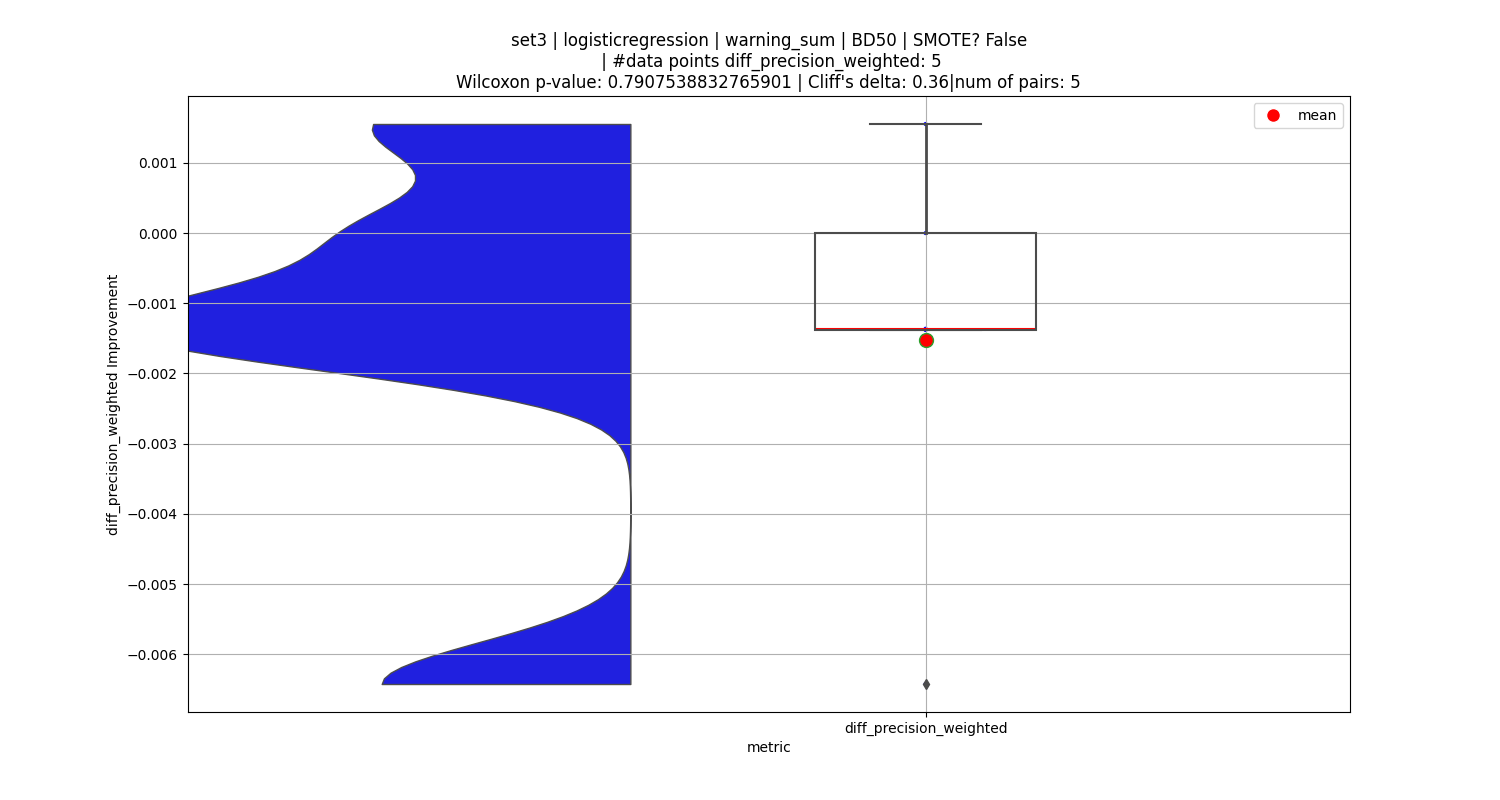 set3 | logisticregression | warning_sum | BD50 | SMOTE? False
| #data points diff_precision_weighted: 5
Wilcoxon p-value: 0.7907538832765901 | Cliff's delta: 0.36|num of pairs: 5
mean
0.001
0.000
−0.001
−0.002
−0.003
−0.004
−0.005
−0.006
diff_precision_weighted Improvement
diff_precision_weighted
metric